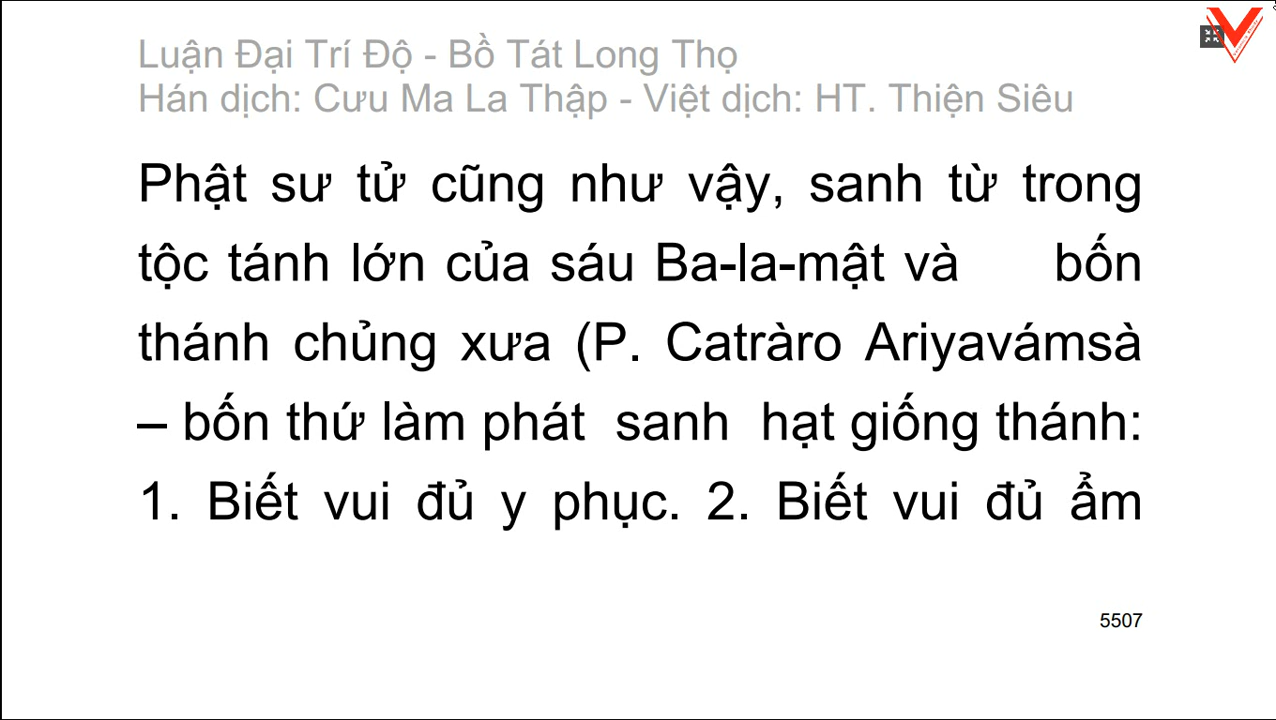 Luận Đại Trí Độ - Bồ Tát Long Thọ
Hán dịch: Cưu Ma La Thập - Việt dịch: HT. Thiện Siêu
Phật sư tử cũng như vậy, sanh từ trong
tộc tánh lớn của sáu Ba-la-mật và bốn
thánh chủng xưa (P. Catràro Ariyavámsà
– bốn thứ làm phát sanh hạt giống thánh:
1. Biết vui đủ y phục. 2. Biết vui đủ ẩm
5507